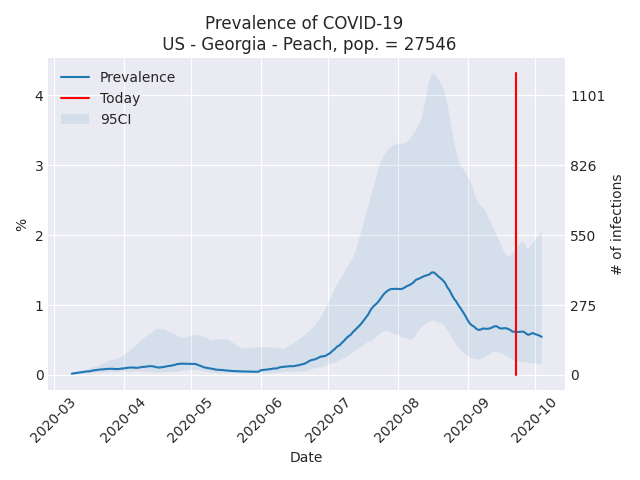 Prevalence of COVID-19
US - Georgia - Peach, pop. = 27546
Prevalence
Today
95CI
4
3
2
1
0
%
1101
826
550
275
0
# of infections
2020-03
2020-04
2020-05
2020-06
2020-07
2020-08
2020-09
2020-10
Date